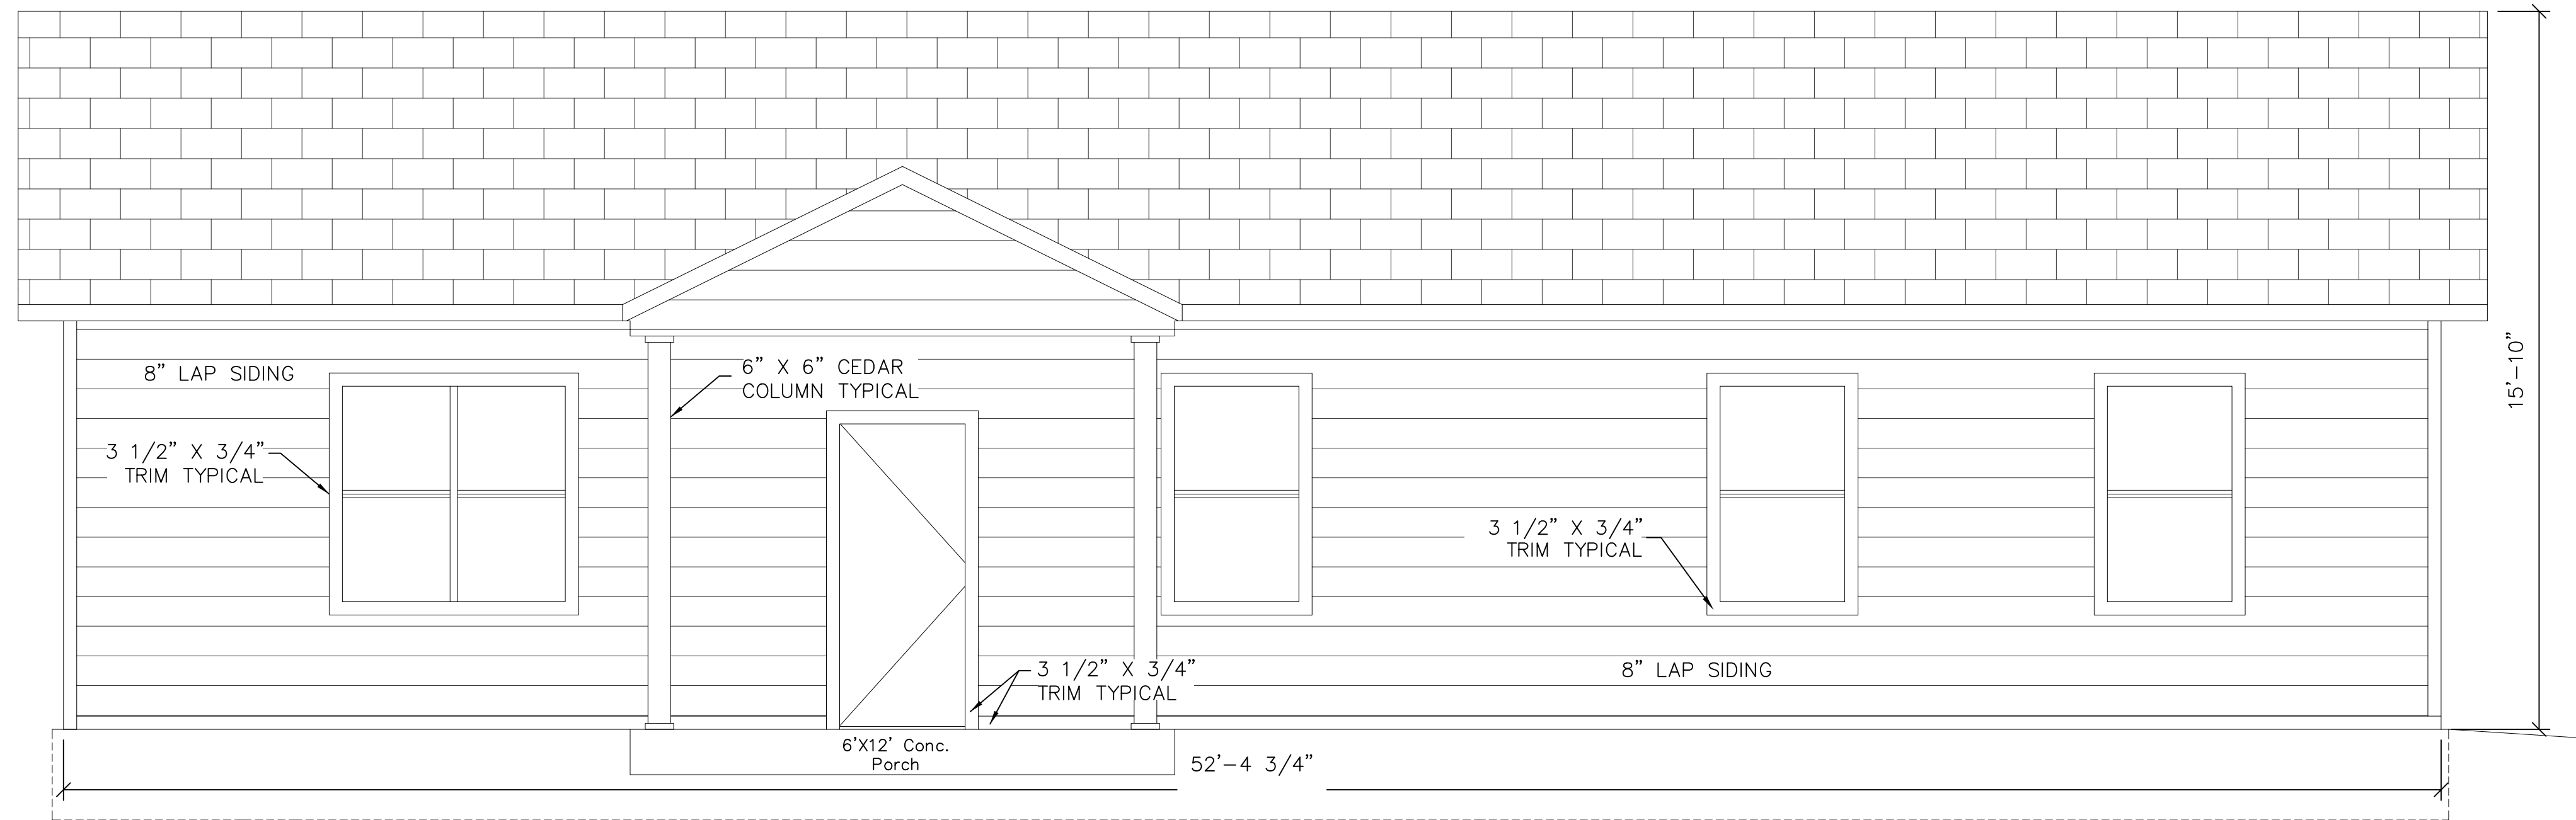 15'-10"
6" X 6" CEDAR
COLUMN TYPICAL
8" LAP SIDING
3 1/2" X 3/4"
TRIM TYPICAL
3 1/2" X 3/4"
TRIM TYPICAL
3 1/2" X 3/4"
TRIM TYPICAL
8" LAP SIDING
6'X12' Conc.
Porch
52'-4 3/4"